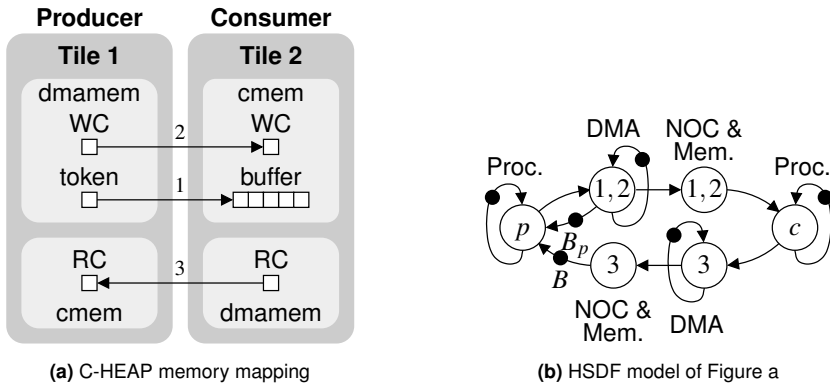 Producer Consumer
Tile 1 Tile 2
dmamem cmem
WC 2 WC
token 1 buffer
RC 3 RC
cmem dmamem
(a) C-HEAP memory mapping
DMA NOC &
Mem.
Proc. 1, 2 1, 2 Proc.
p c
B_p
B 3 3
NOC &
Mem. DMA
(b) HSDF model of Figure a